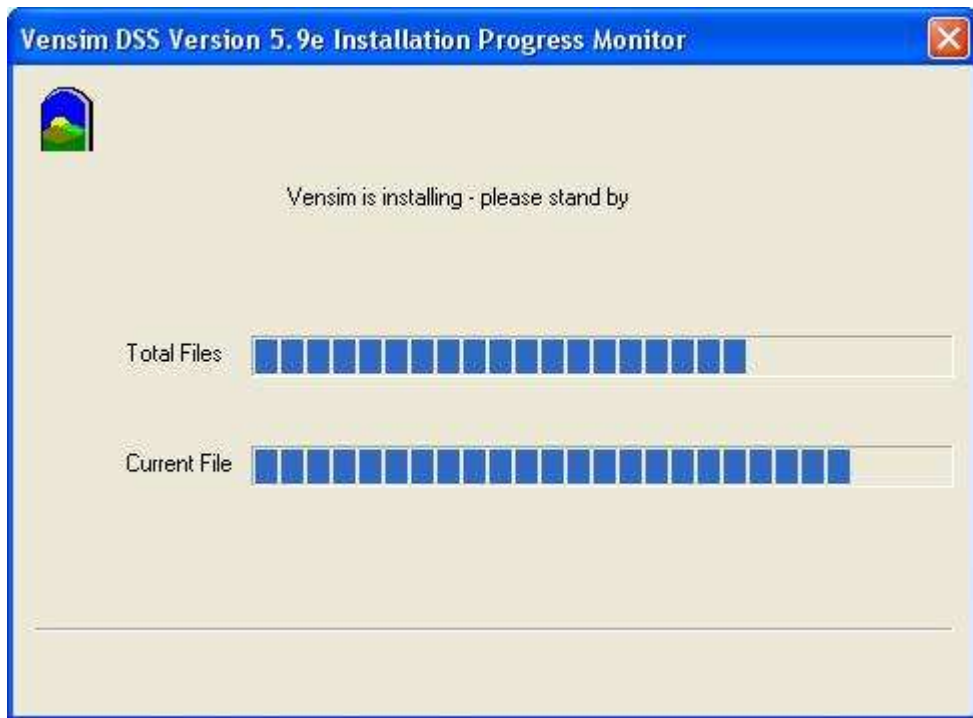 Vensim DSS Version 5.9e Installation Progress Monitor
Vensim is installing - please stand by
Total Files
Current File